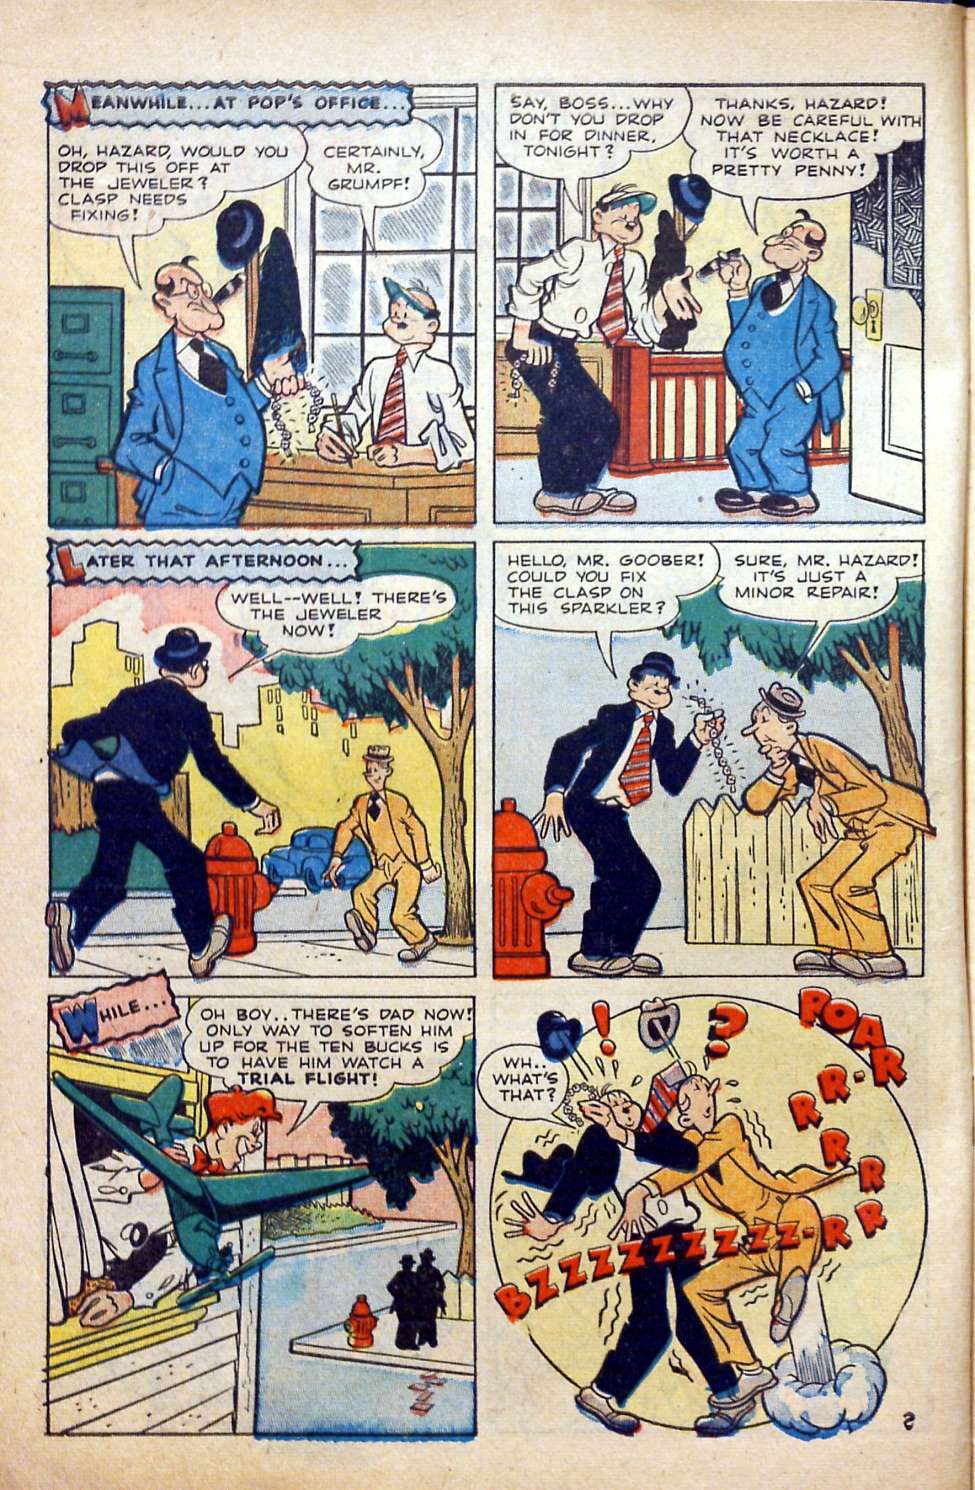 MEANWHILE...AT POP'S OFFICE...
OH, HAZARD, WOULD YOU
DROP THIS OFF AT
THE JEWELER?
CLASP NEEDS
FIXING!
CERTAINLY,
MR.
GRUMPF!
SAY, BOSS...WHY
DON'T YOU DROP
IN FOR DINNER,
TONIGHT?
THANKS, HAZARD!
NOW BE CAREFUL WITH
THAT NECKLACE!
IT'S WORTH A
PRETTY PENNY!
LATER THAT AFTERNOON...
WELL--WELL! THERE'S
THE JEWELER
NOW!
HELLO, MR. GOOBER!
COULD YOU FIX
THE CLASP ON
THIS SPARKLER?
SURE, MR. HAZARD!
IT'S JUST A
MINOR REPAIR!
WHILE...
OH BOY..THERE'S DAD NOW!
ONLY WAY TO SOFTEN HIM
UP FOR THE TEN BUCKS IS
TO HAVE HIM WATCH A
TRIAL FLIGHT!
WH..
WHAT'S
THAT?
! ?
ROAR-RRRRRR
BZZZZZZZZZZ-RR
2